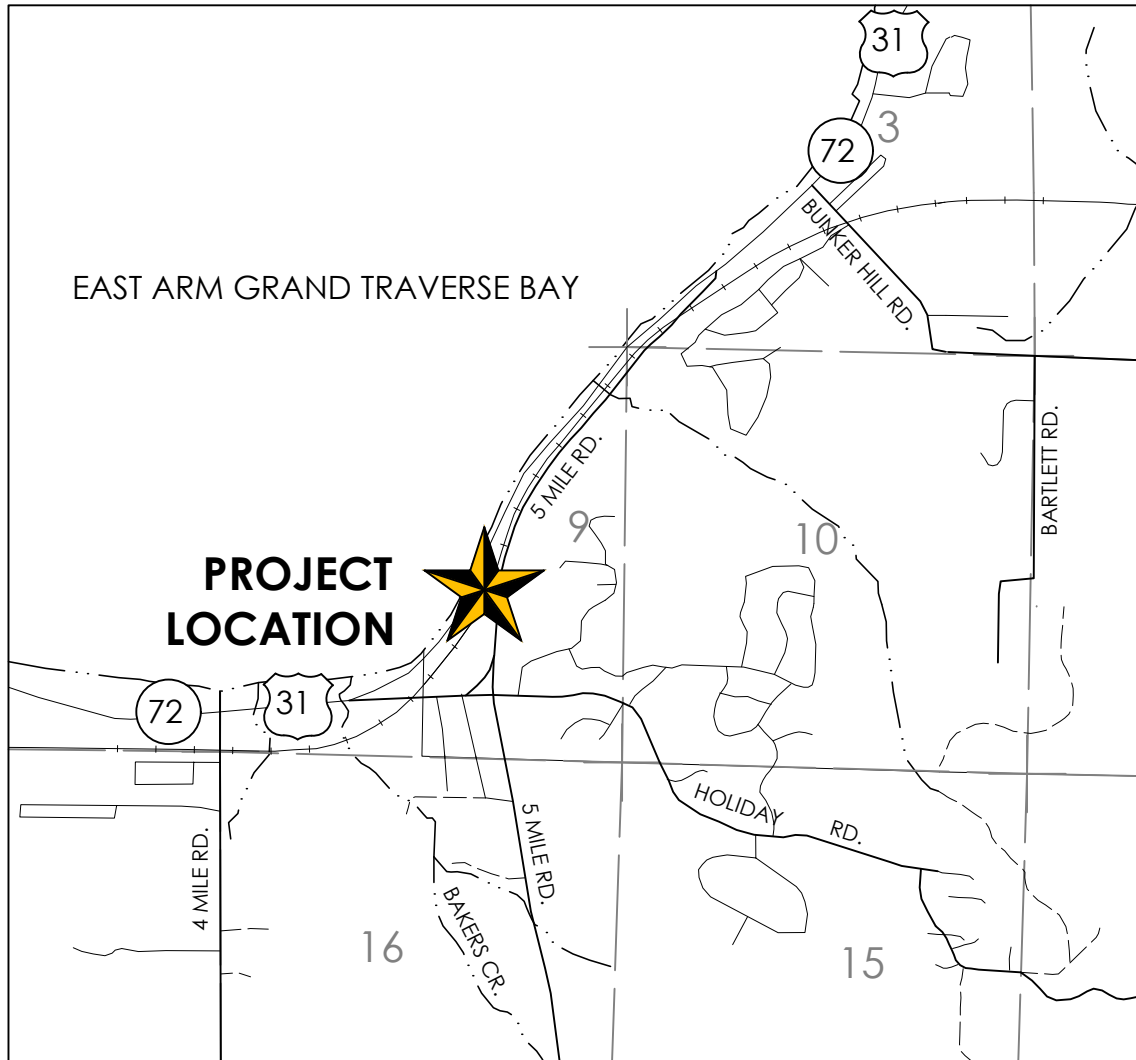 31
3
72
BUNKER HILL RD.
EAST ARM GRAND TRAVERSE BAY
5 MILE RD.
BARTLETT RD.
9
10
PROJECT
LOCATION
72
31
HOLIDAY RD.
5 MILE RD.
4 MILE RD.
BAKERS CR.
16
15